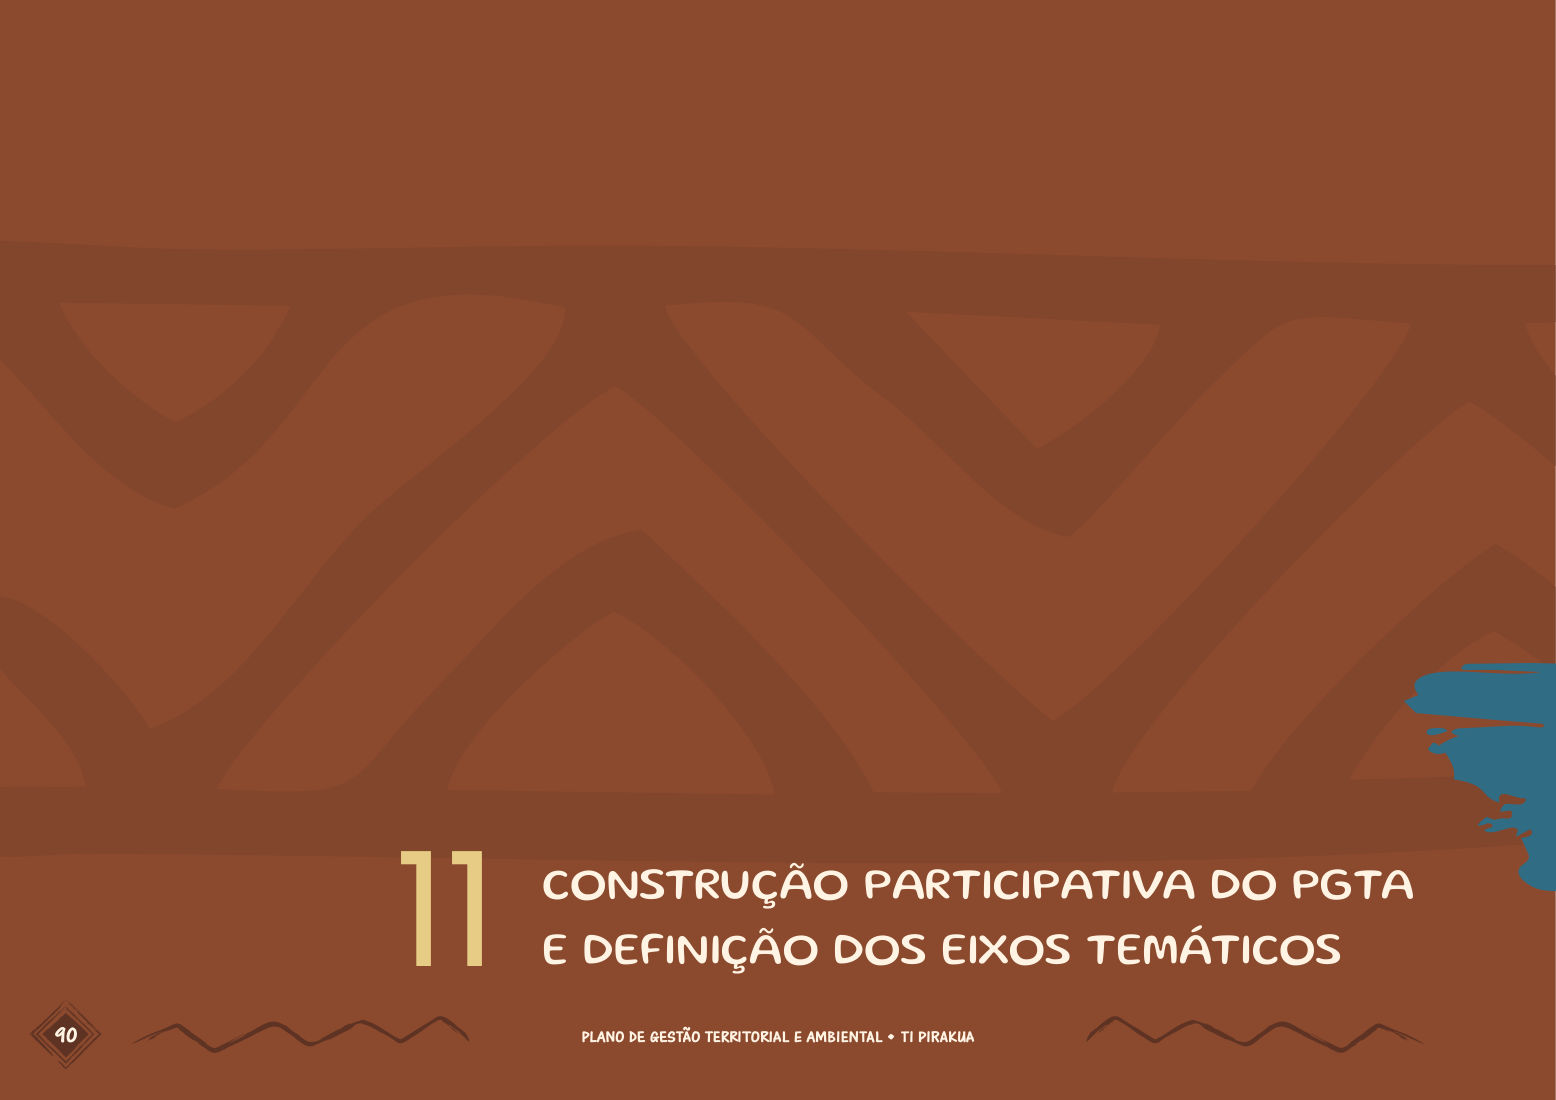 11
CONSTRUÇÃO PARTICIPATIVA DO PGTA
E DEFINIÇÃO DOS EIXOS TEMÁTICOS
90
PLANO DE GESTÃO TERRITORIAL E AMBIENTAL • TI PIRAKUA